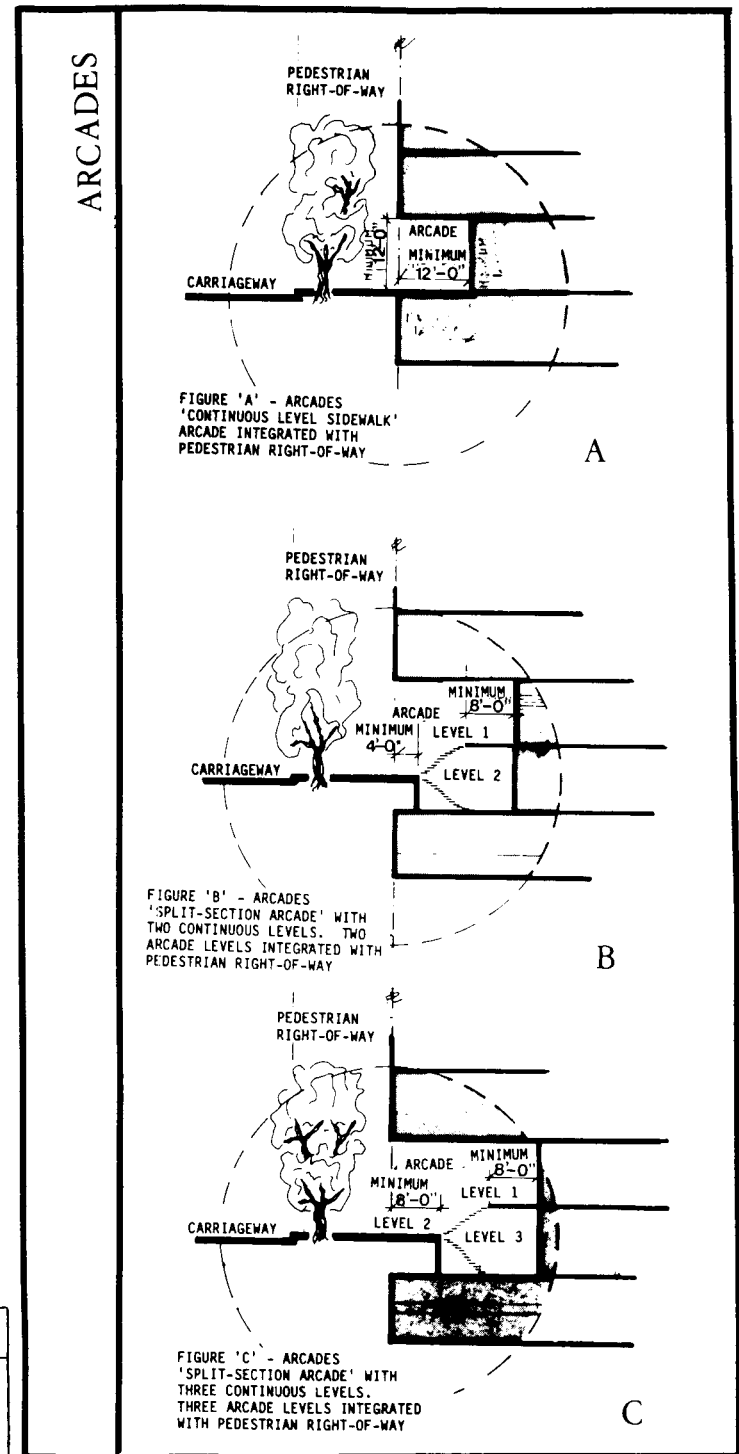 ARCADES
PEDESTRIAN
RIGHT-OF-WAY
ARCADE
MINIMUM
12'-0"
MINIMUM
12'-0"
CARRIAGEWAY
FIGURE 'A' - ARCADES
'CONTINUOUS LEVEL SIDEWALK'
ARCADE INTEGRATED WITH
PEDESTRIAN RIGHT-OF-WAY
A
PEDESTRIAN
RIGHT-OF-WAY
MINIMUM
8'-0"
ARCADE
MINIMUM
4'-0"
LEVEL 1
CARRIAGEWAY
LEVEL 2
FIGURE 'B' - ARCADES
'SPLIT-SECTION ARCADE' WITH
TWO CONTINUOUS LEVELS. TWO
ARCADE LEVELS INTEGRATED WITH
PEDESTRIAN RIGHT-OF-WAY
B
PEDESTRIAN
RIGHT-OF-WAY
ARCADE
MINIMUM
8'-0"
MINIMUM
8'-0"
LEVEL 1
LEVEL 2
CARRIAGEWAY
LEVEL 3
FIGURE 'C' - ARCADES
'SPLIT-SECTION ARCADE' WITH
THREE CONTINUOUS LEVELS.
THREE ARCADE LEVELS INTEGRATED
WITH PEDESTRIAN RIGHT-OF-WAY
C